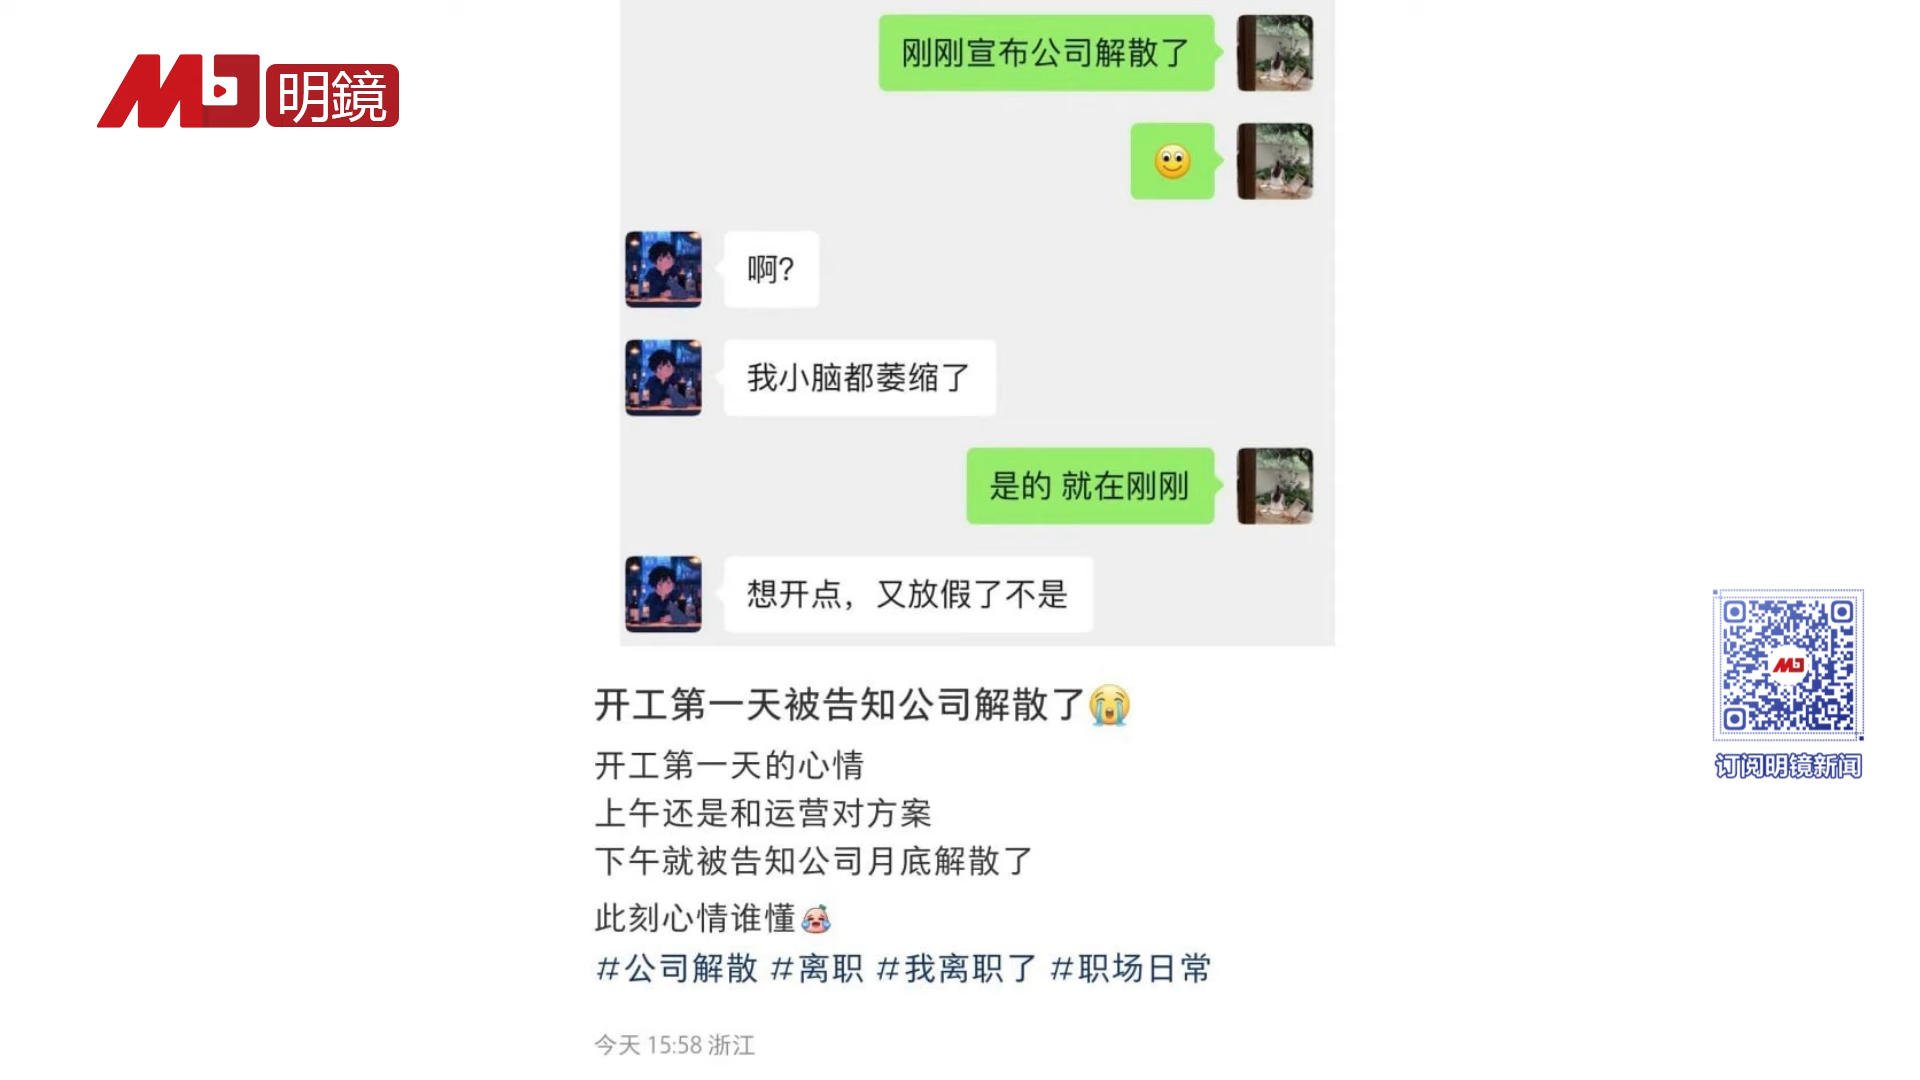 明鏡
刚刚宣布公司解散了
啊?
我小脑都萎缩了
是的 就在刚刚
想开点，又放假了不是
开工第一天被告知公司解散了😭
开工第一天的心情
上午还是和运营对方案
下午就被告知公司月底解散了
此刻心情谁懂
#公司解散 #离职 #我离职了 #职场日常
今天 15:58 浙江
订阅明镜新闻